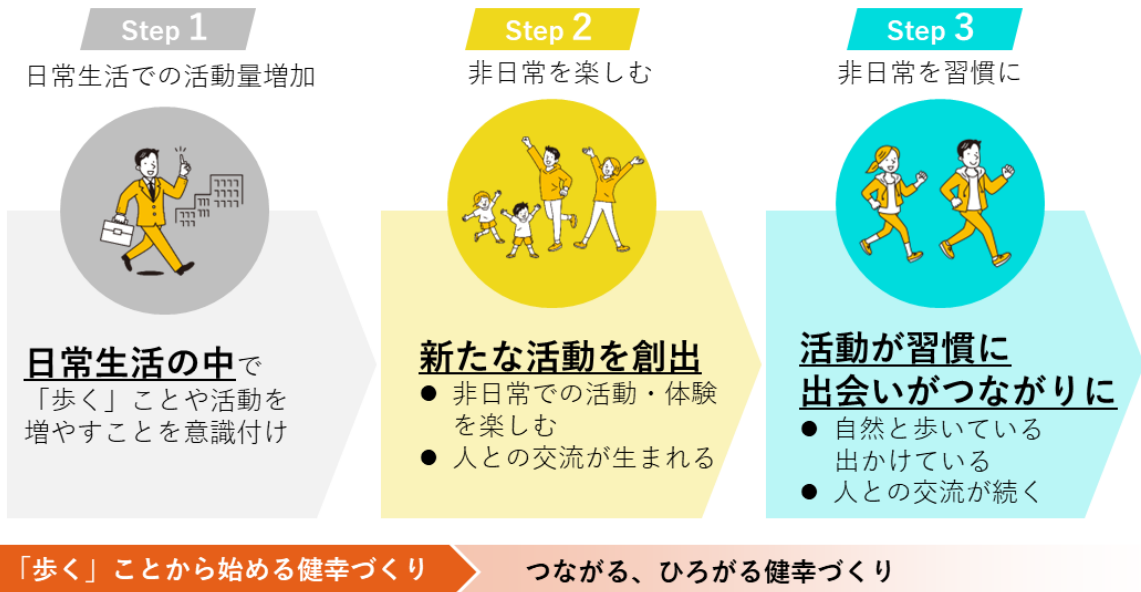 Step 1
日常生活での活動量増加
日常生活の中で
「歩く」ことや活動を
増やすことを意識付け
Step 2
非日常を楽しむ
新たな活動を創出
● 非日常での活動・体験
を楽しむ
● 人との交流が生まれる
Step 3
非日常を習慣に
活動が習慣に
出会いがつながりに
● 自然と歩いている
出かけている
● 人との交流が続く
「歩く」ことから始める健幸づくり
つながる、ひろがる健幸づくり